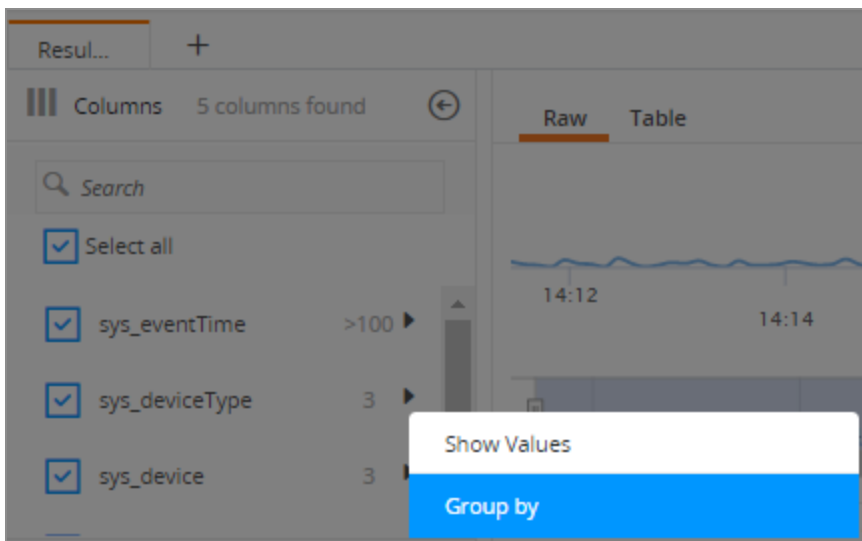 Resul... +
Columns 5 columns found
Raw Table
Search
Select all
14:12
14:14
sys_eventTime >100
sys_deviceType 3
Show Values
sys_device 3
Group by